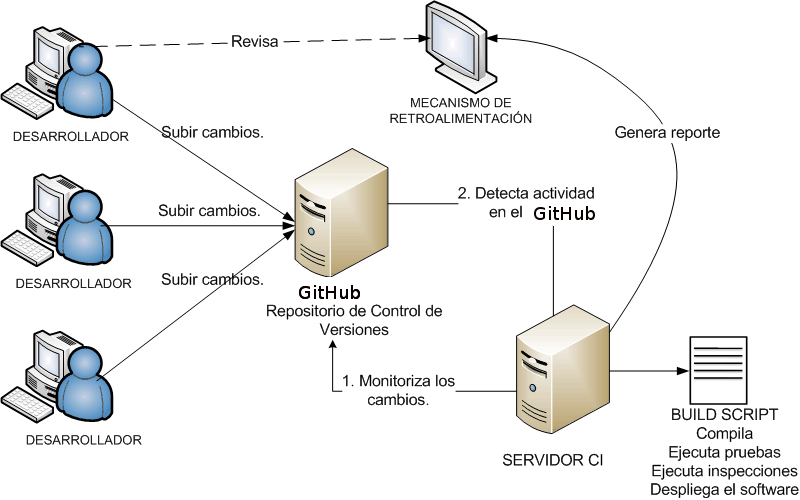 Revisa
DESARROLLADOR
MECANISMO DE
RETROALIMENTACIÓN
Subir cambios.
Genera reporte
Subir cambios.
2. Detecta actividad
en el GitHub
DESARROLLADOR
Subir cambios.
GitHub
Repositorio de Control de
Versiones
1. Monitoriza los
cambios.
DESARROLLADOR
SERVIDOR CI
BUILD SCRIPT
Compila
Ejecuta pruebas
Ejecuta inspecciones
Despliega el software